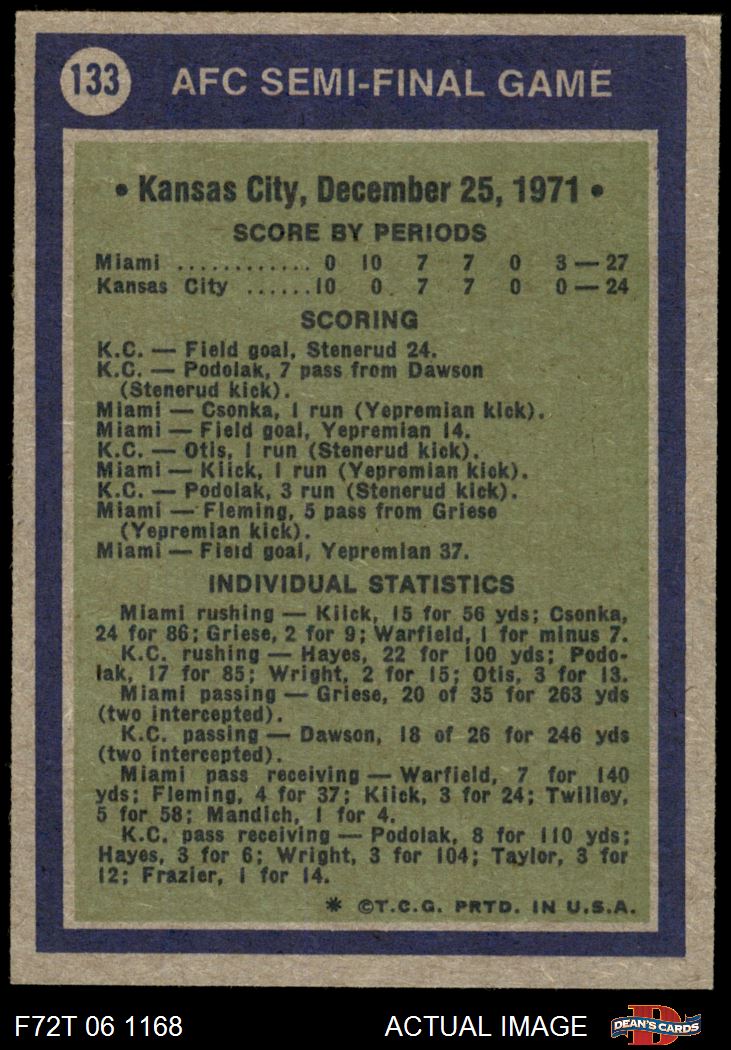 133 AFC SEMI-FINAL GAME
• Kansas City, December 25, 1971 •
SCORE BY PERIODS
Miami ............ 0 10 7 7 0 3 — 27
Kansas City ......10 0 7 7 0 0 — 24
SCORING
K.C. — Field goal, Stenerud 24.
K.C. — Podolak, 7 pass from Dawson
(Stenerud kick).
Miami — Csonka, 1 run (Yepremian kick).
Miami — Field goal, Yepremian 14.
K.C. — Otis, 1 run (Stenerud kick).
Miami — Kiick, 1 run (Yepremian kick).
K.C. — Podolak, 3 run (Stenerud kick).
Miami — Fleming, 5 pass from Griese
(Yepremian kick).
Miami — Field goal, Yepremian 37.
INDIVIDUAL STATISTICS
Miami rushing — Kiick, 15 for 56 yds; Csonka,
24 for 86; Griese, 2 for 9; Warfield, 1 for minus 7.
K.C. rushing — Hayes, 22 for 100 yds; Podo-
lak, 17 for 85; Wright, 2 for 15; Otis, 3 for 13.
Miami passing — Griese, 20 of 35 for 263 yds
(two intercepted).
K.C. passing — Dawson, 18 of 26 for 246 yds
(two intercepted).
Miami pass receiving — Warfield, 7 for 140
yds; Fleming, 4 for 37; Kiick, 3 for 24; Twilley,
5 for 58; Mandich, 1 for 4.
K.C. pass receiving — Podolak, 8 for 110 yds;
Hayes, 3 for 6; Wright, 3 for 104; Taylor, 3 for
12; Frazier, 1 for 14.
* ©T.C.G. PRTD. IN U.S.A.
F72T 06 1168 ACTUAL IMAGE D DEAN'S CARDS